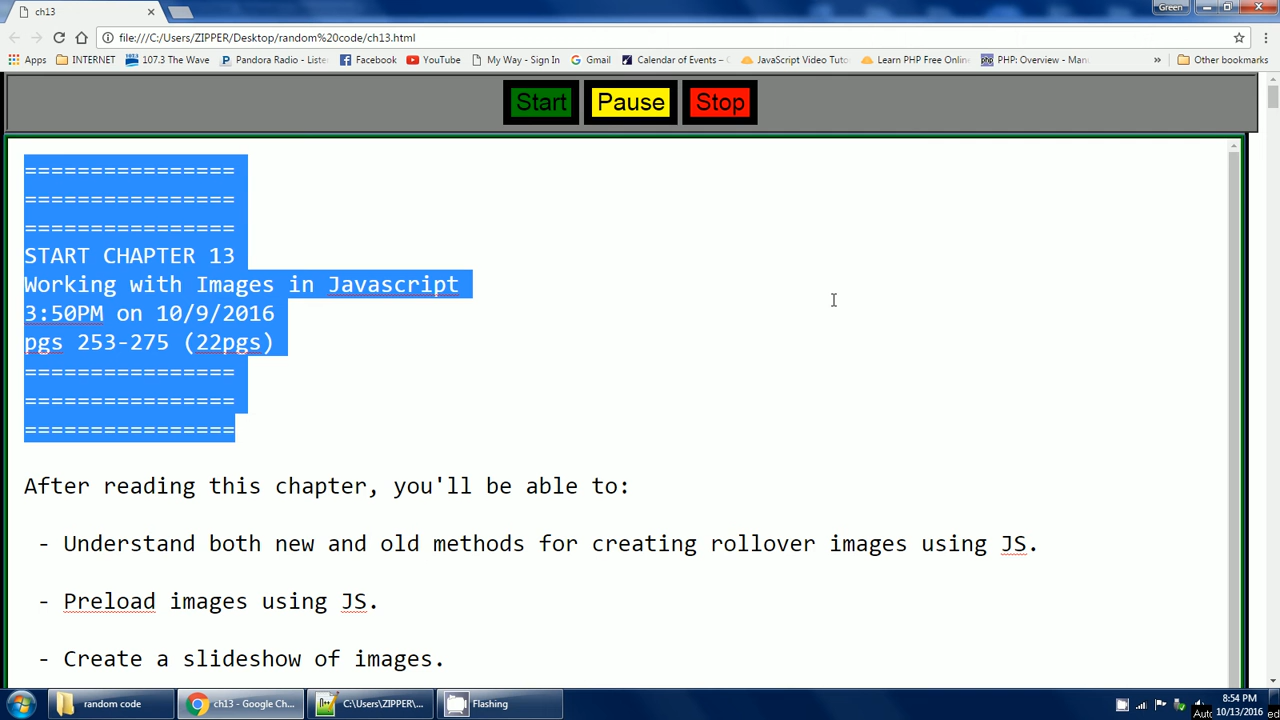 ch13
Green
file:///C:/Users/ZIPPER/Desktop/random%20code/ch13.html
Apps INTERNET 107.3 The Wave Pandora Radio - Liste Facebook YouTube My Way - Sign In Gmail Calendar of Events – JavaScript Video Tuto Learn PHP Free Onlin PHP: Overview - Man » Other bookmarks
Start Pause Stop
================
================
================
START CHAPTER 13
Working with Images in Javascript
3:50PM on 10/9/2016
pgs 253-275 (22pgs)
================
================
================
After reading this chapter, you'll be able to:
- Understand both new and old methods for creating rollover images using JS.
- Preload images using JS.
- Create a slideshow of images.
random code ch13 - Google Ch... C:\Users\ZIPPER\... Flashing
8:54 PM
10/13/2016